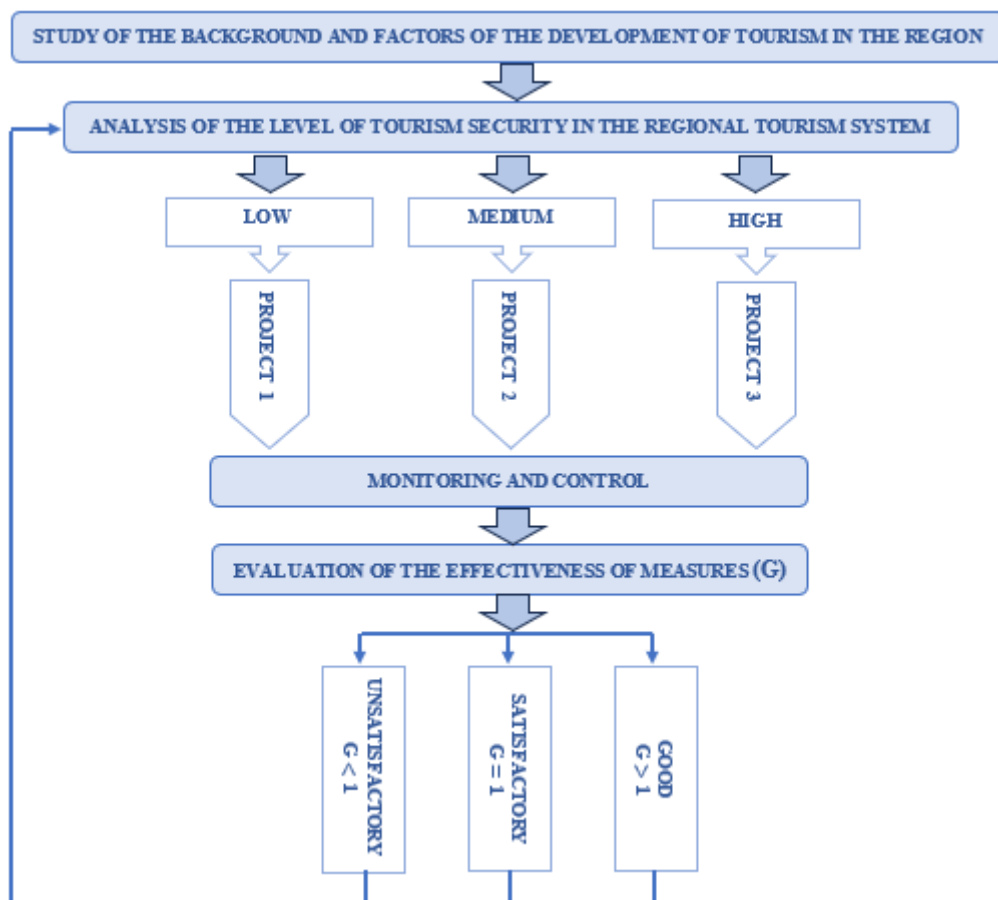 STUDY OF THE BACKGROUND AND FACTORS OF THE DEVELOPMENT OF TOURISM IN THE REGION
ANALYSIS OF THE LEVEL OF TOURISM SECURITY IN THE REGIONAL TOURISM SYSTEM
LOW
MEDIUM
HIGH
PROJECT 1
PROJECT 2
PROJECT 3
MONITORING AND CONTROL
EVALUATION OF THE EFFECTIVENESS OF MEASURES (G)
UNSATISFACTORY
G < 1
SATISFACTORY
G = 1
GOOD
G > 1